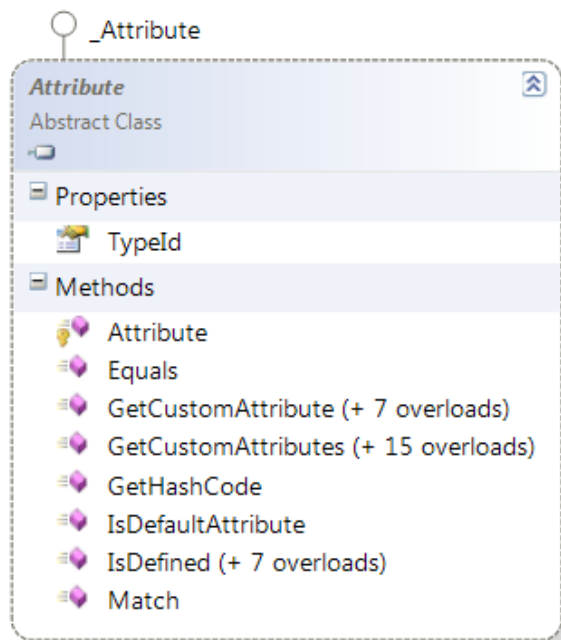 _Attribute
Attribute
Abstract Class
Properties
TypeId
Methods
Attribute
Equals
GetCustomAttribute (+ 7 overloads)
GetCustomAttributes (+ 15 overloads)
GetHashCode
IsDefaultAttribute
IsDefined (+ 7 overloads)
Match